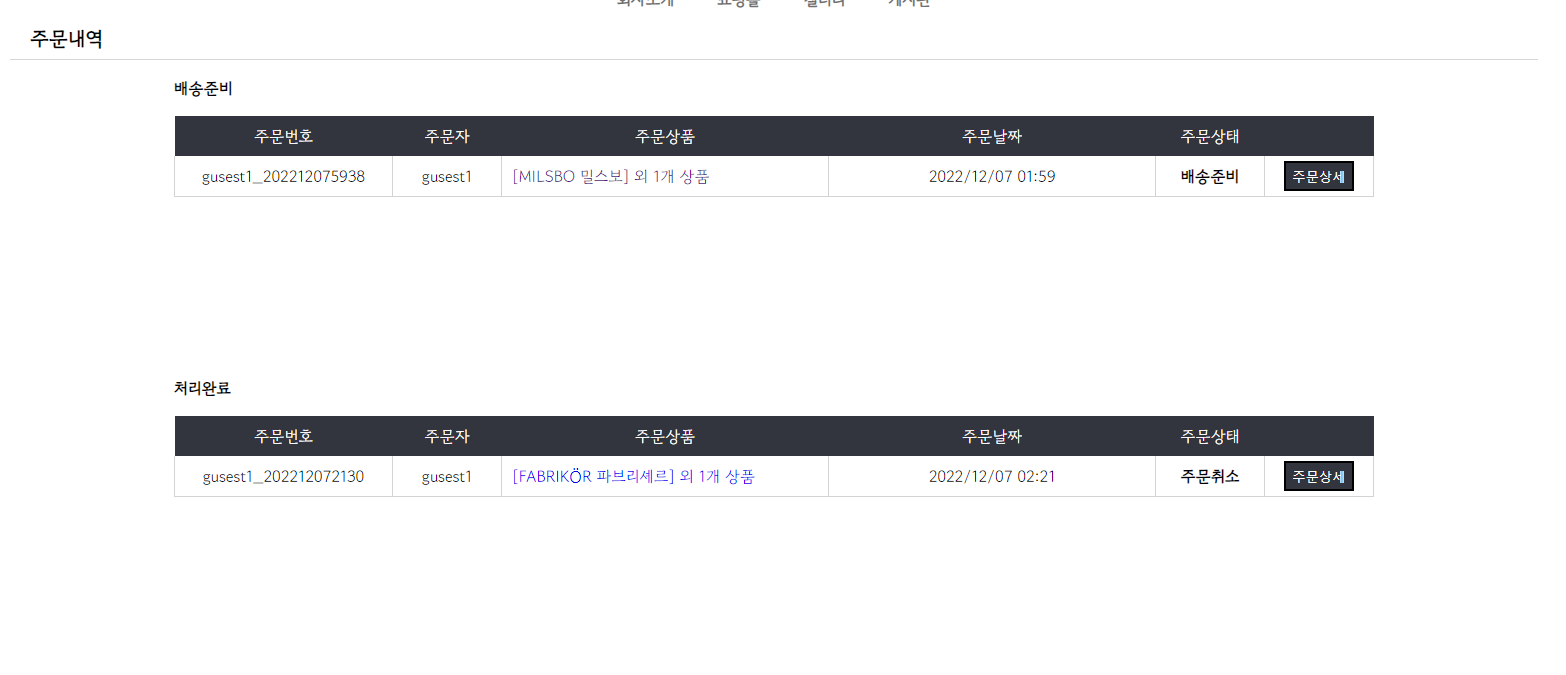 주문내역
배송준비
주문번호 주문자 주문상품 주문날짜 주문상태
gusest1_202212075938 gusest1 [MILSBO 밀스보] 외 1개 상품 2022/12/07 01:59 배송준비 주문상세
처리완료
주문번호 주문자 주문상품 주문날짜 주문상태
gusest1_202212072130 gusest1 [FABRIKÖR 파브리셰르] 외 1개 상품 2022/12/07 02:21 주문취소 주문상세